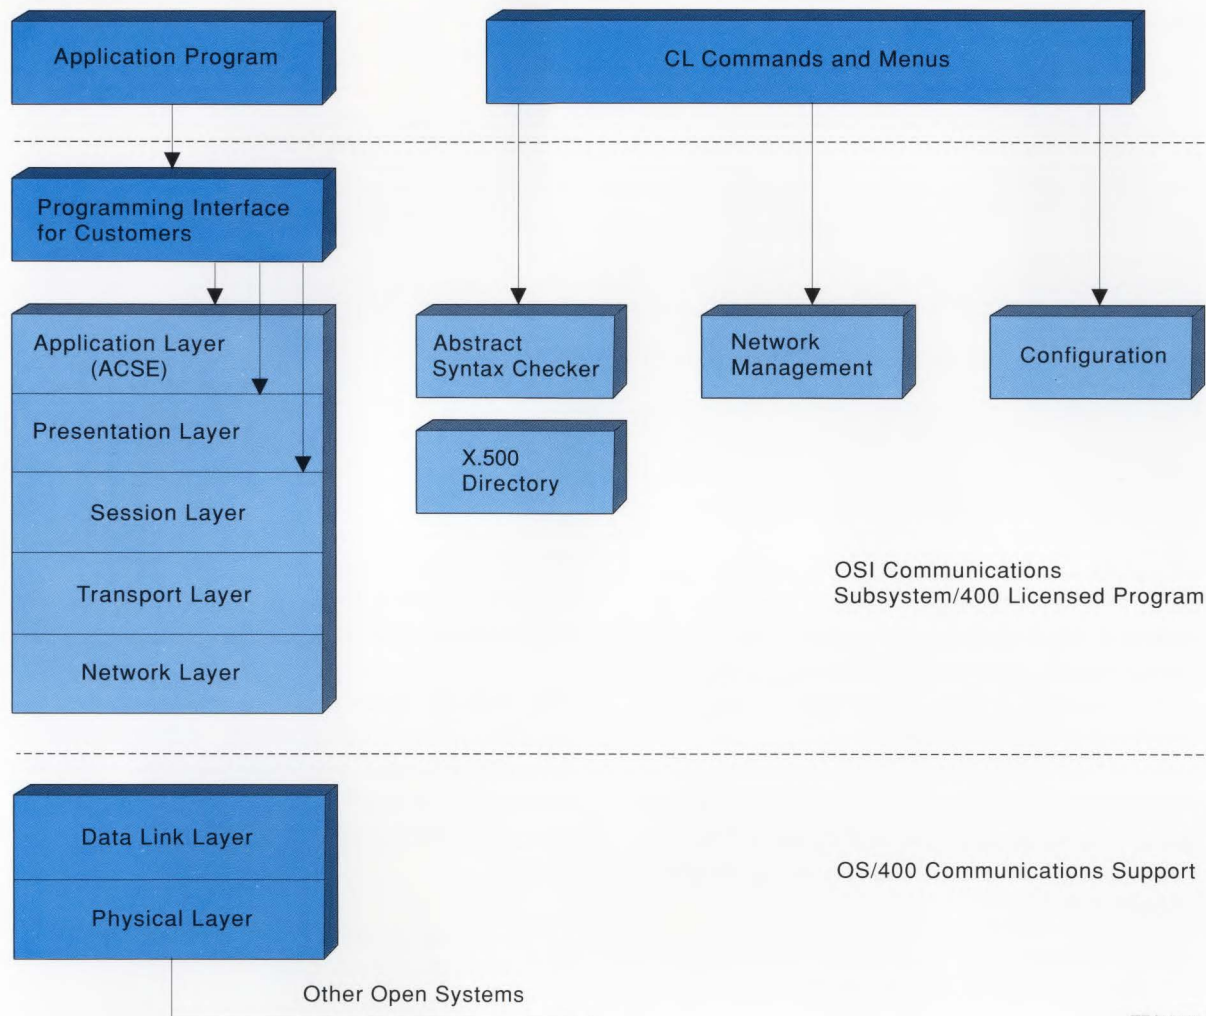 Application Program
CL Commands and Menus
Programming Interface
for Customers
Application Layer
(ACSE)
Presentation Layer
Session Layer
Transport Layer
Network Layer
Abstract
Syntax Checker
Network
Management
Configuration
X.500
Directory
OSI Communications
Subsystem/400 Licensed Program
Data Link Layer
Physical Layer
OS/400 Communications Support
Other Open Systems